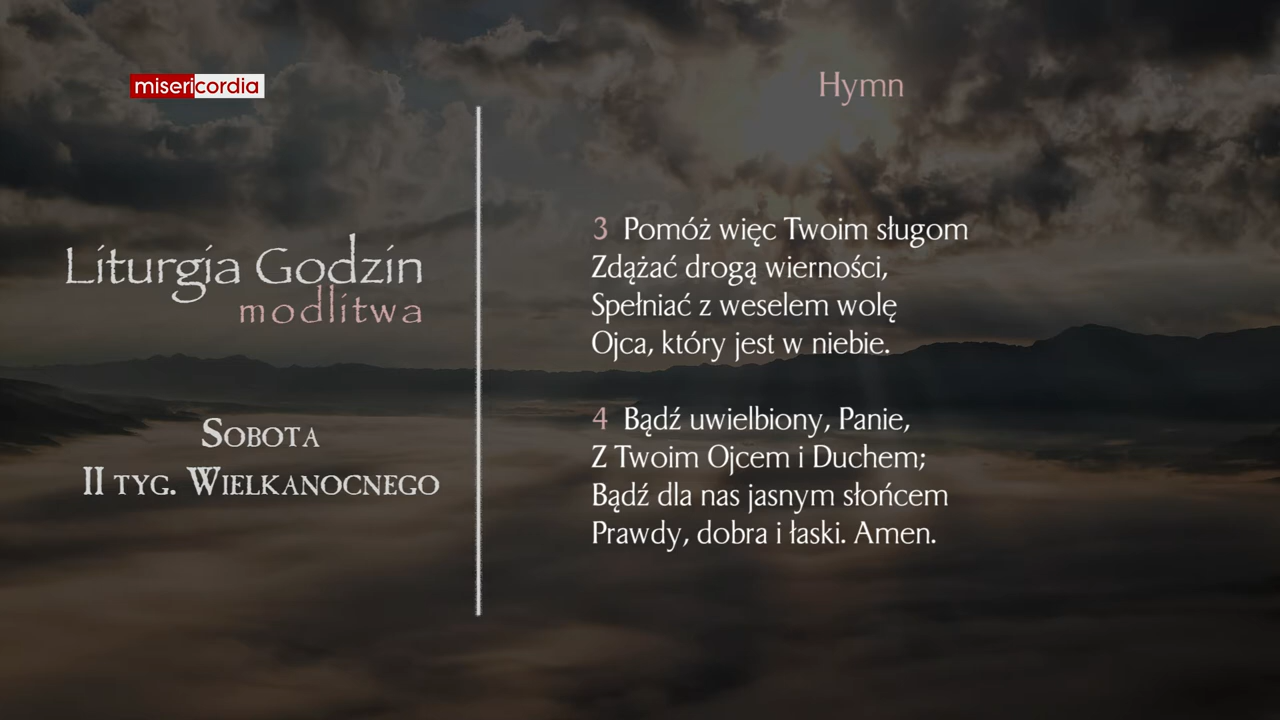 misericordia
Liturgia Godzin
modlitwa
Sobota
II tyg. Wielkanocnego
Hymn
3 Pomóż więc Twoim sługom
Zdążać drogą wierności,
Spełniać z weselem wolę
Ojca, który jest w niebie.
4 Bądź uwielbiony, Panie,
Z Twoim Ojcem i Duchem;
Bądź dla nas jasnym słońcem
Prawdy, dobra i łaski. Amen.